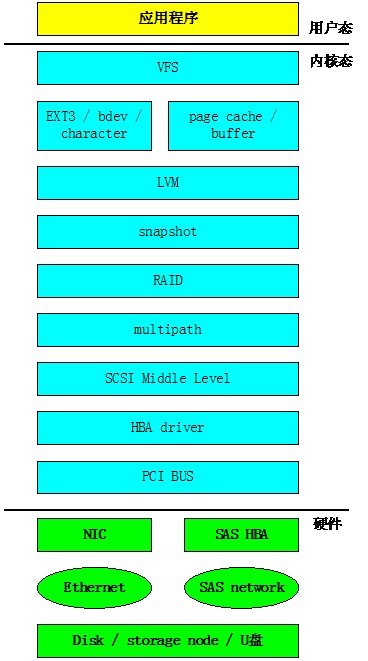 应用程序
用户态
内核态
VFS
EXT3 / bdev /
character
page cache /
buffer
LVM
snapshot
RAID
multipath
SCSI Middle Level
HBA driver
PCI BUS
硬件
NIC
SAS HBA
Ethernet
SAS network
Disk / storage node / U盘